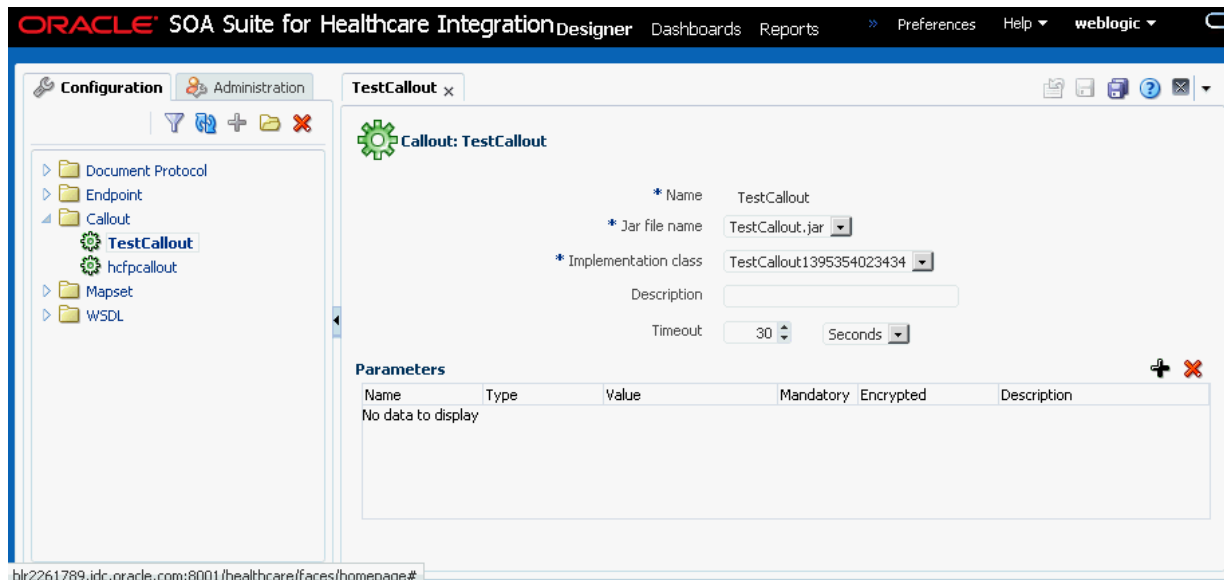 ORACLE SOA Suite for Healthcare Integration Designer Dashboards Reports » Preferences Help weblogic
Configuration Administration
TestCallout
Document Protocol
Endpoint
Callout
TestCallout
hcfpcallout
Mapset
WSDL
Callout: TestCallout
* Name TestCallout
* Jar file name TestCallout.jar
* Implementation class TestCallout1395354023434
Description
Timeout 30 Seconds
Parameters
Name Type Value Mandatory Encrypted Description
No data to display
blr2261789.idc.oracle.com:8001/healthcare/faces/homepage#